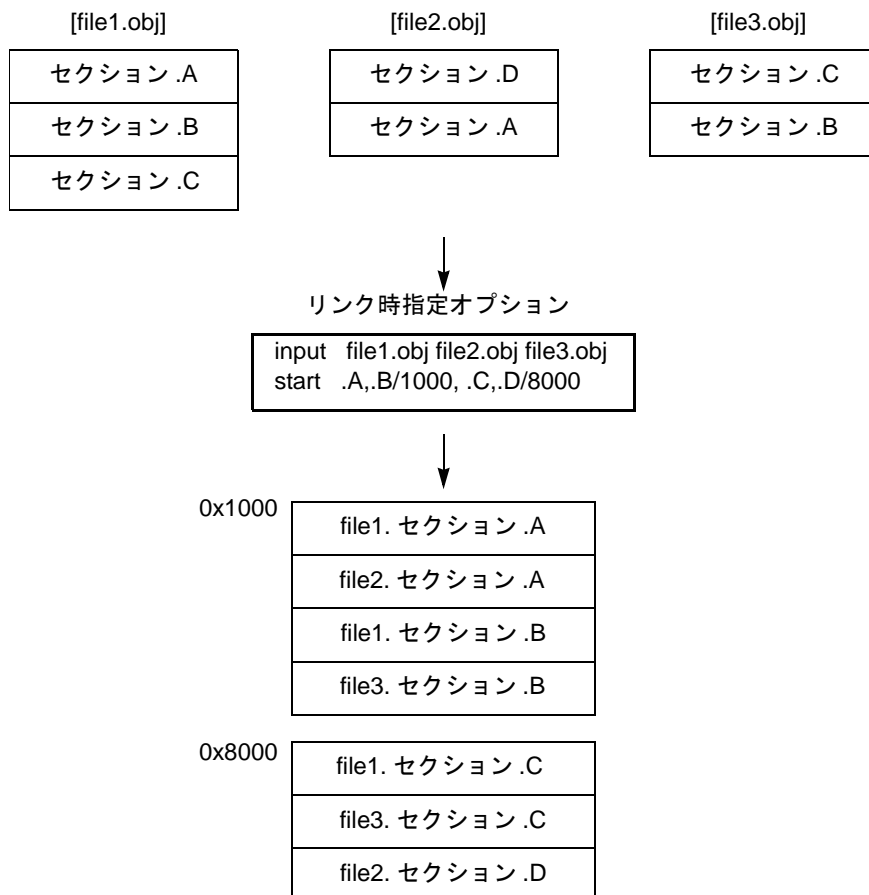 [file1.obj] [file2.obj] [file3.obj]
セクション .A セクション .D セクション .C
セクション .B セクション .A セクション .B
セクション .C
リンク時指定オプション
input file1.obj file2.obj file3.obj
start .A,.B/1000, .C,.D/8000
0x1000 file1. セクション .A
file2. セクション .A
file1. セクション .B
file3. セクション .B
0x8000 file1. セクション .C
file3. セクション .C
file2. セクション .D